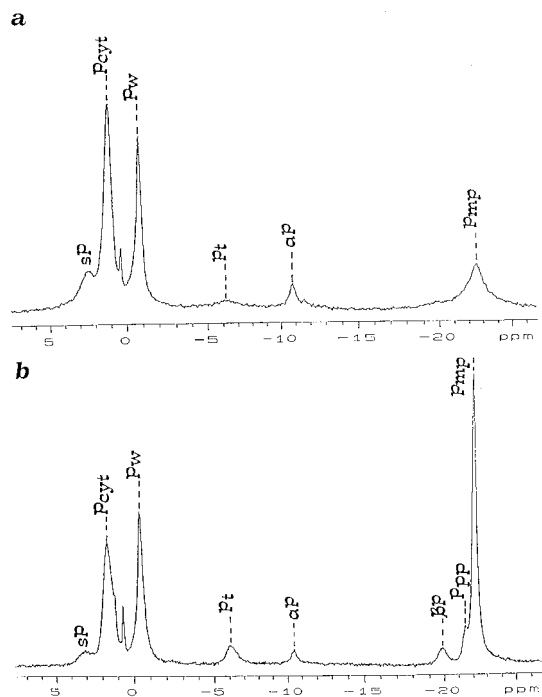 a
sP
Pcyt
Pw
Pt
αP
Pmp
5 0 -5 -10 -15 -20 ppm
b
sP
Pcyt
Pw
Pt
αP
βP
Ppp
Pmp
5 0 -5 -10 -15 -20 ppm